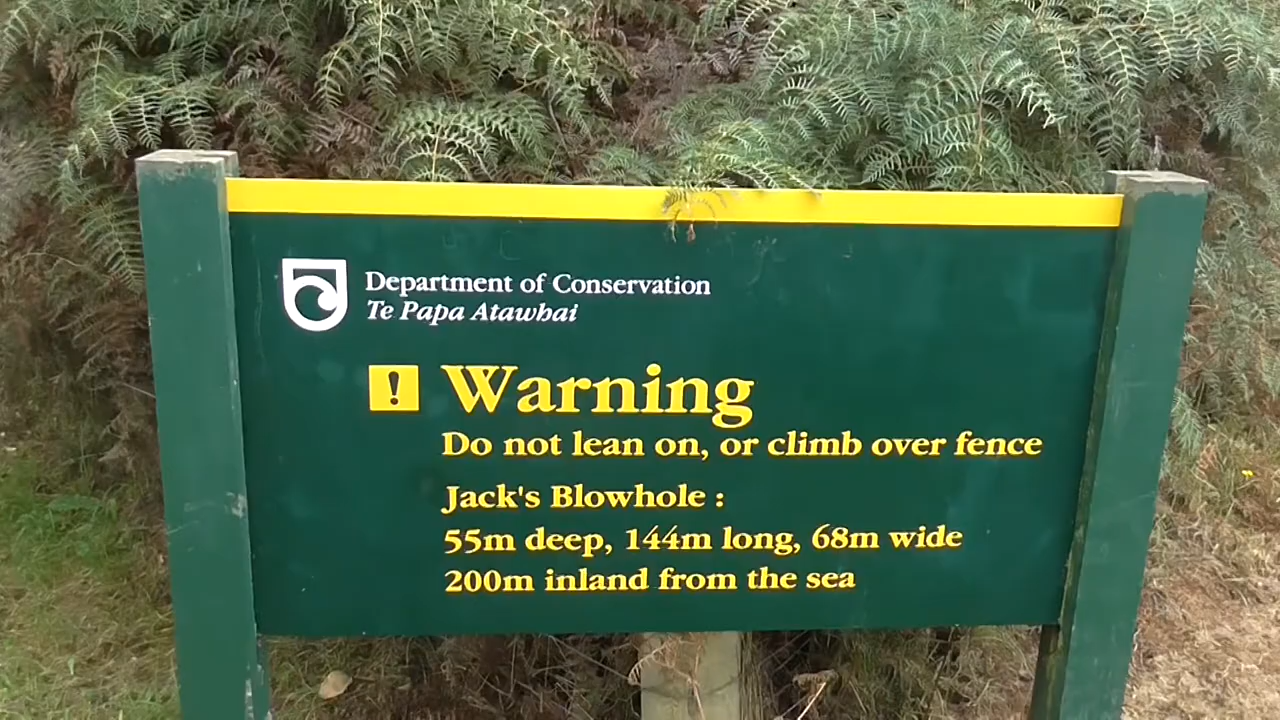 Department of Conservation
Te Papa Atawhai
! Warning
Do not lean on, or climb over fence
Jack's Blowhole :
55m deep, 144m long, 68m wide
200m inland from the sea